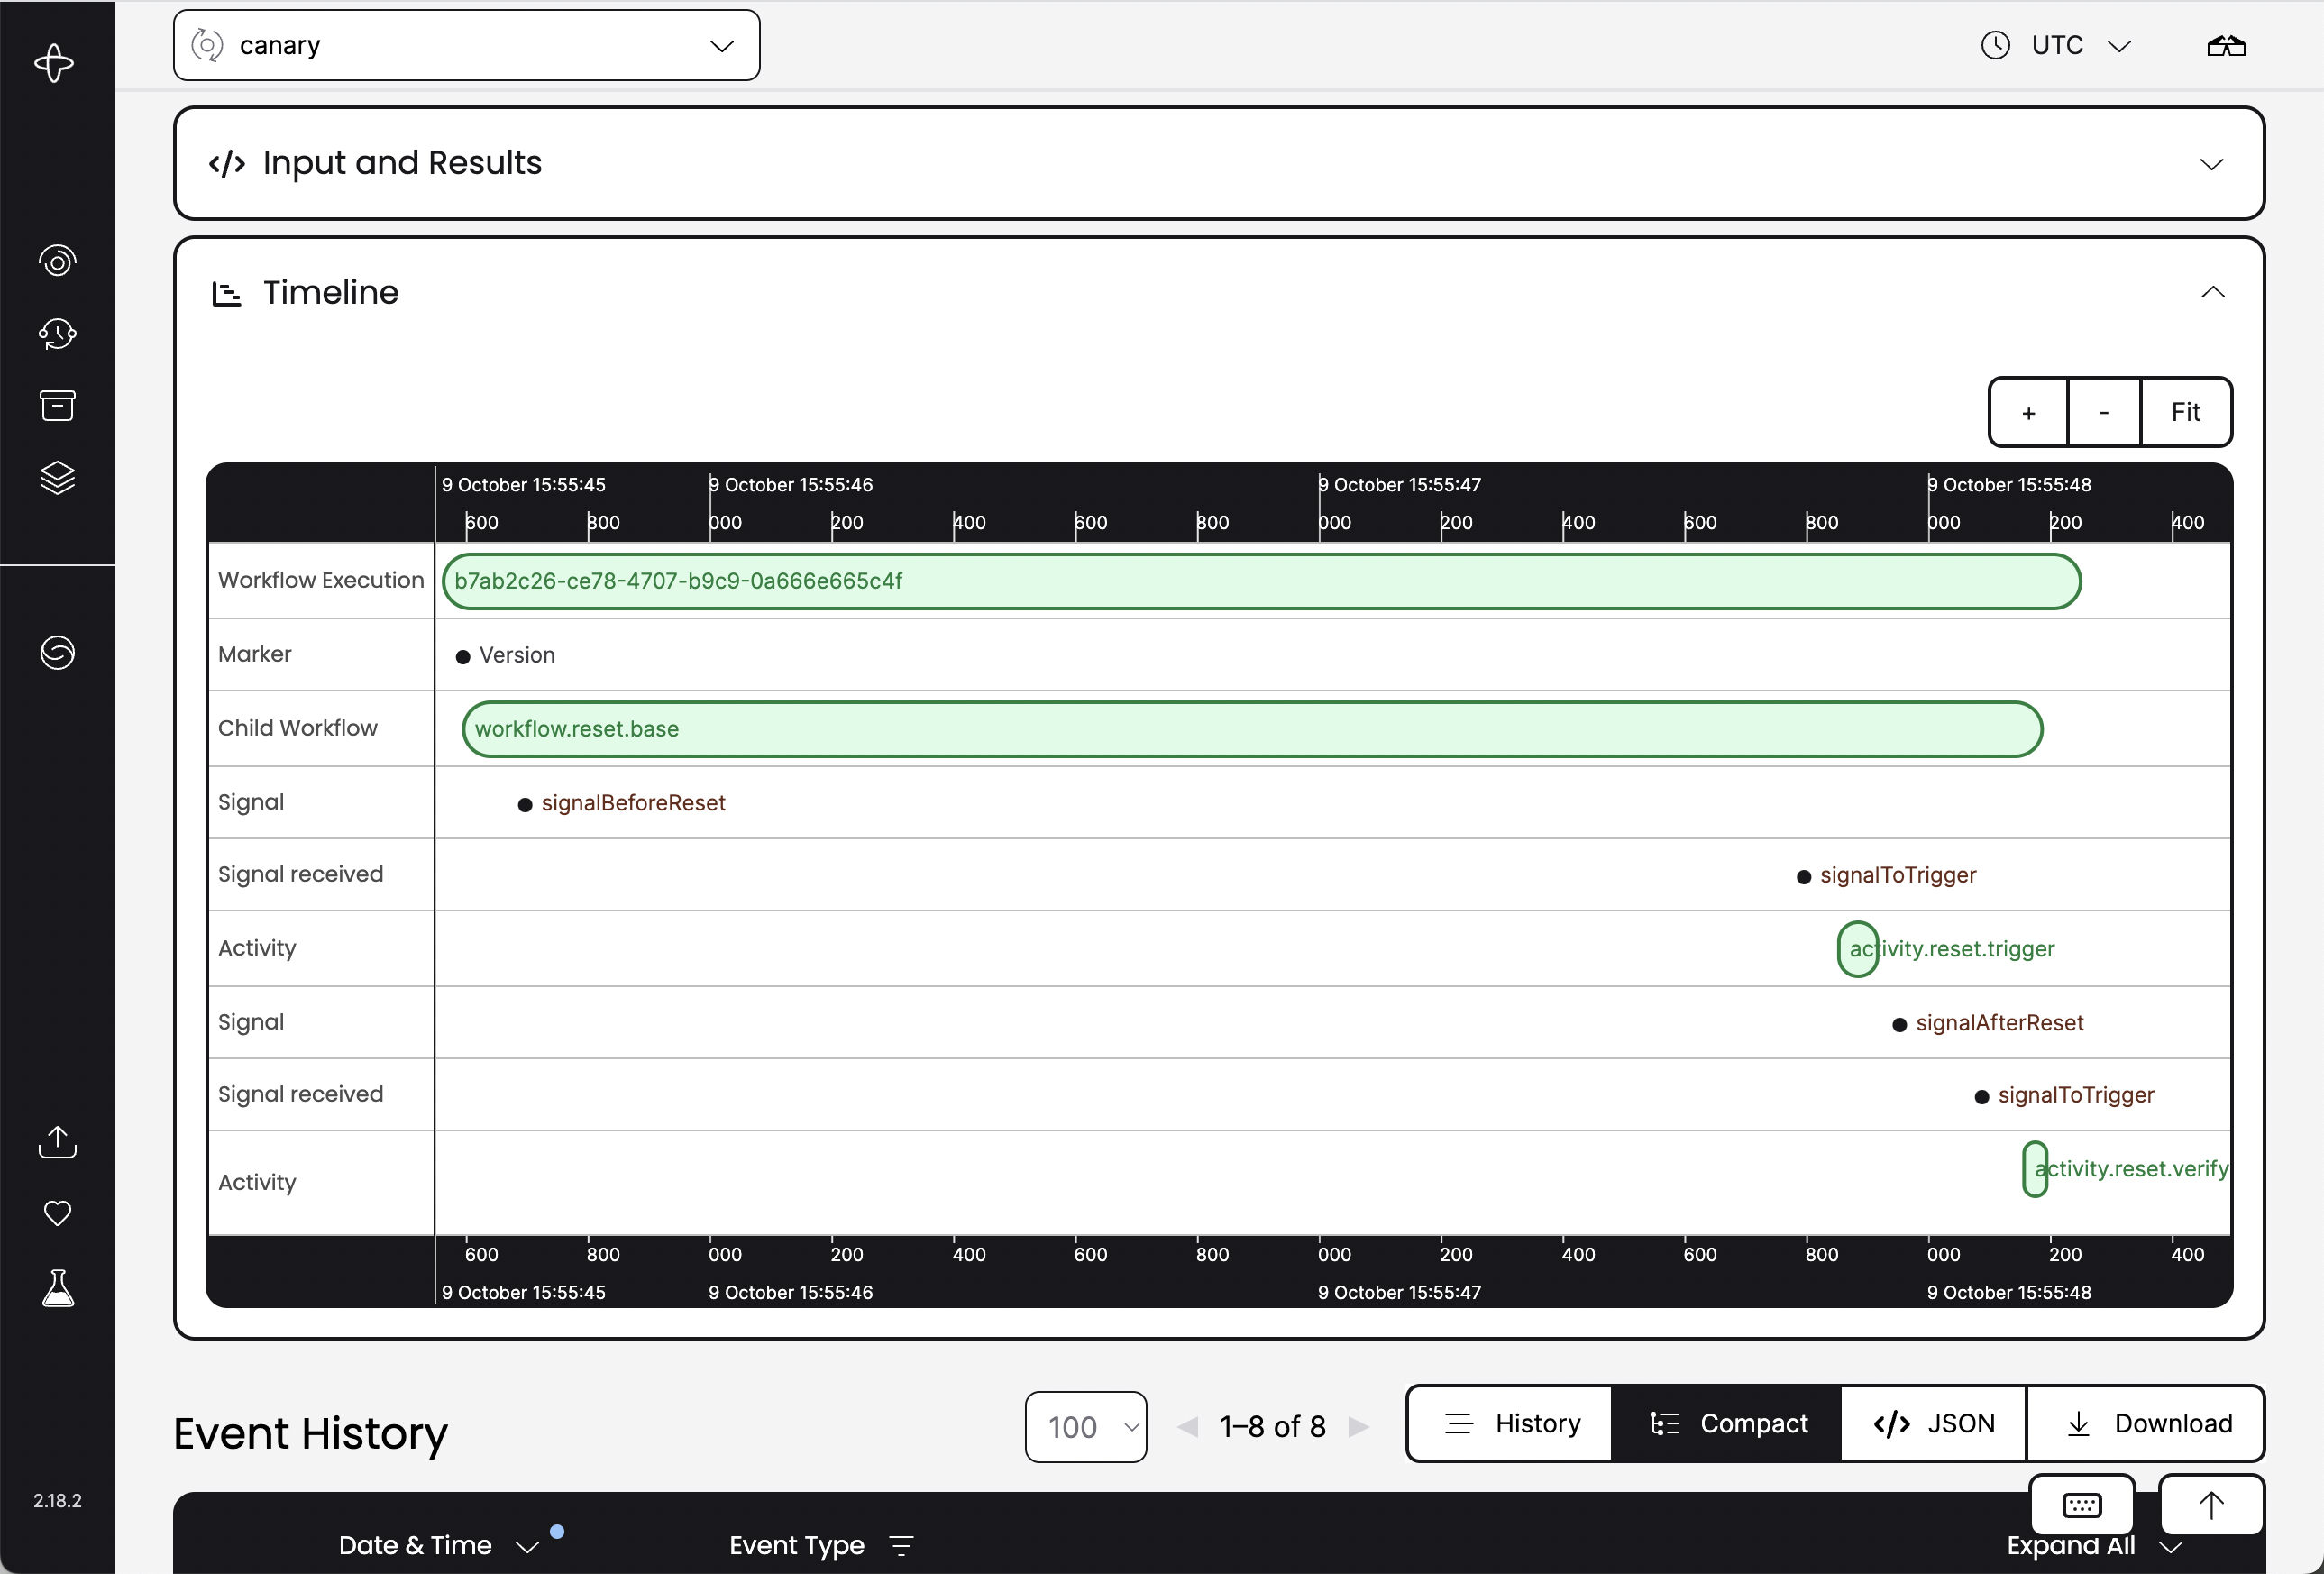 canary
UTC
Input and Results
Timeline
+ - Fit
9 October 15:55:45 9 October 15:55:46 9 October 15:55:47 9 October 15:55:48
600 800 000 200 400 600 800 000 200 400 600 800 000 200 400
Workflow Execution b7ab2c26-ce78-4707-b9c9-0a666e665c4f
Marker Version
Child Workflow workflow.reset.base
Signal signalBeforeReset
Signal received signalToTrigger
Activity activity.reset.trigger
Signal signalAfterReset
Signal received signalToTrigger
Activity activity.reset.verify
600 800 000 200 400 600 800 000 200 400 600 800 000 200 400
9 October 15:55:45 9 October 15:55:46 9 October 15:55:47 9 October 15:55:48
Event History 100 1–8 of 8 History Compact </> JSON Download
2.18.2
Date & Time Event Type Expand All